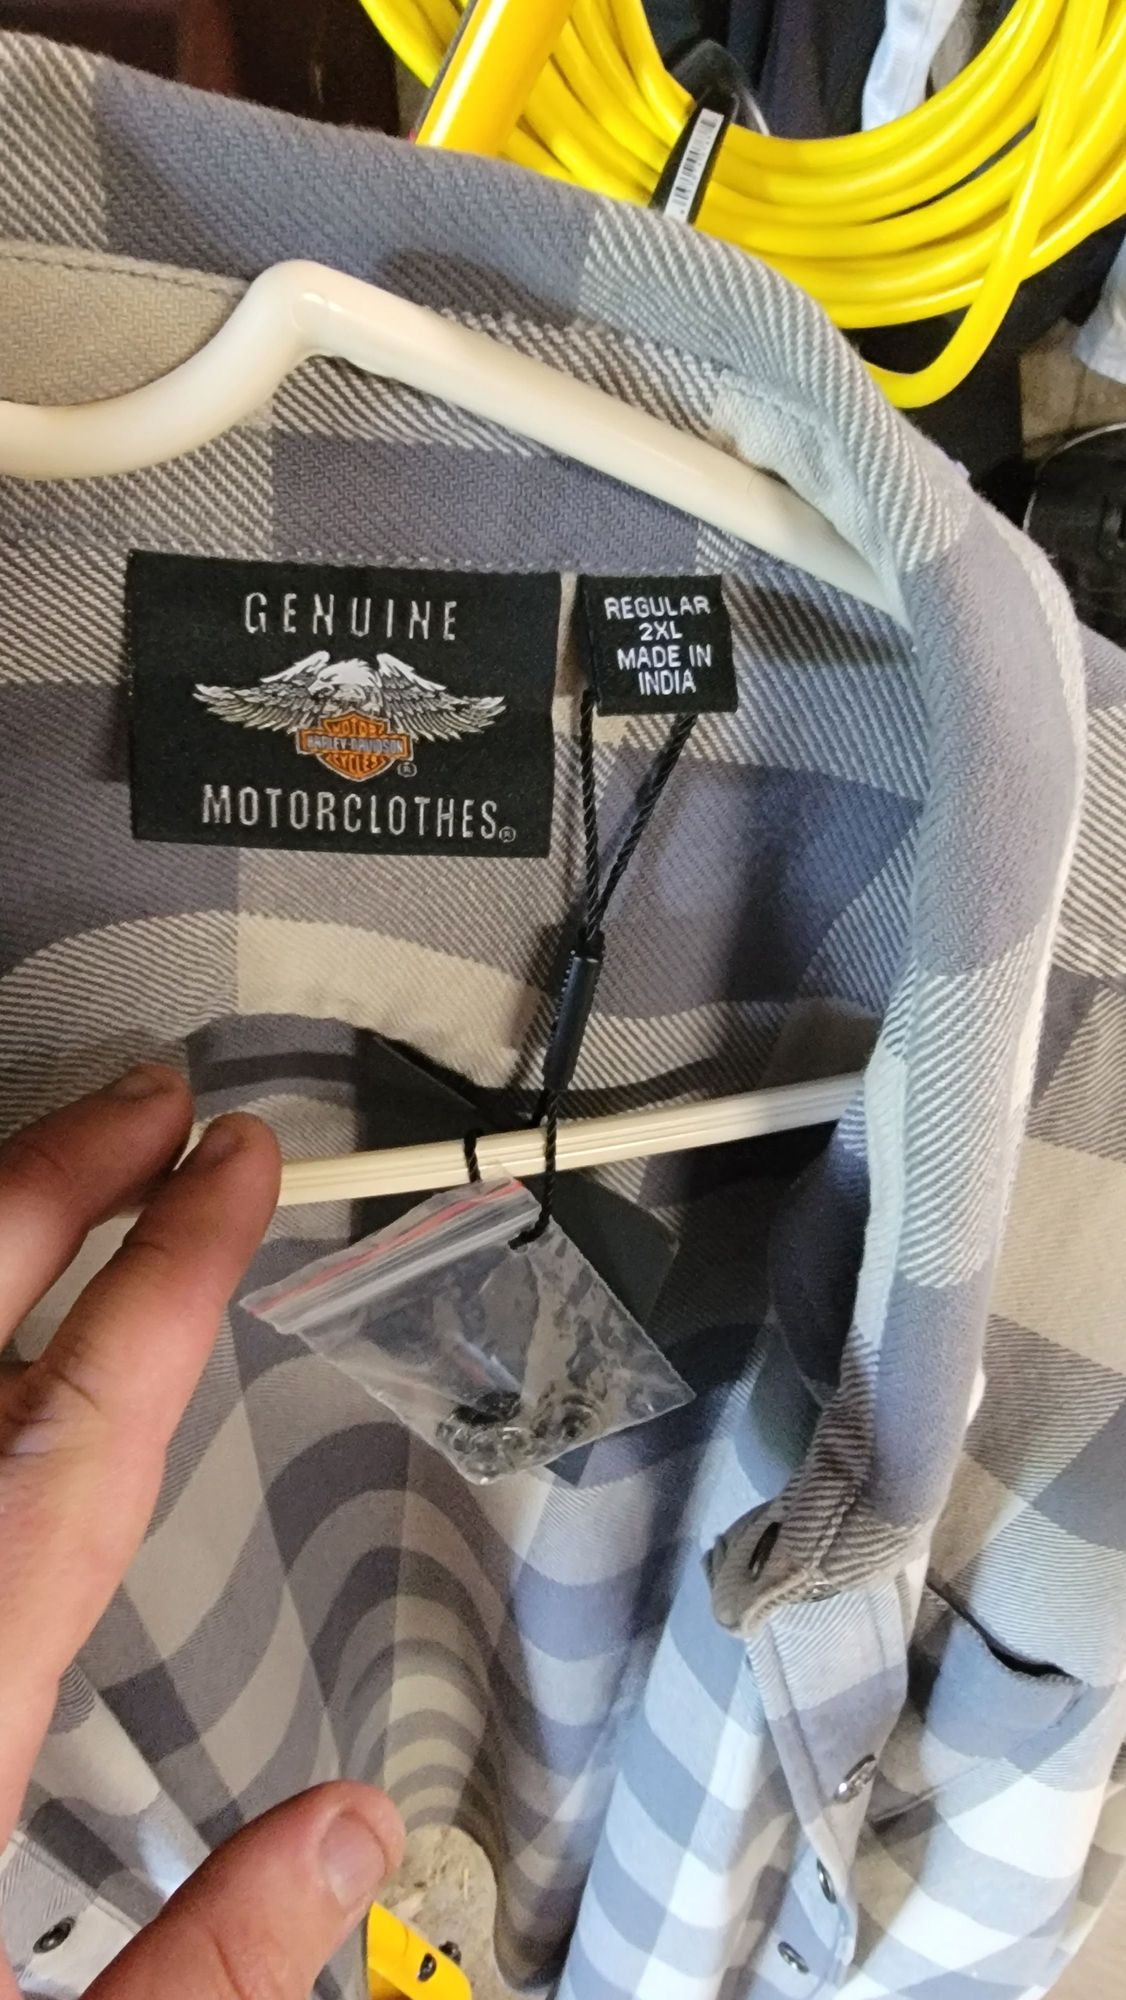 GENUINE
MOTOR
HARLEY-DAVIDSON
CYCLES
®
MOTORCLOTHES®
REGULAR
2XL
MADE IN
INDIA